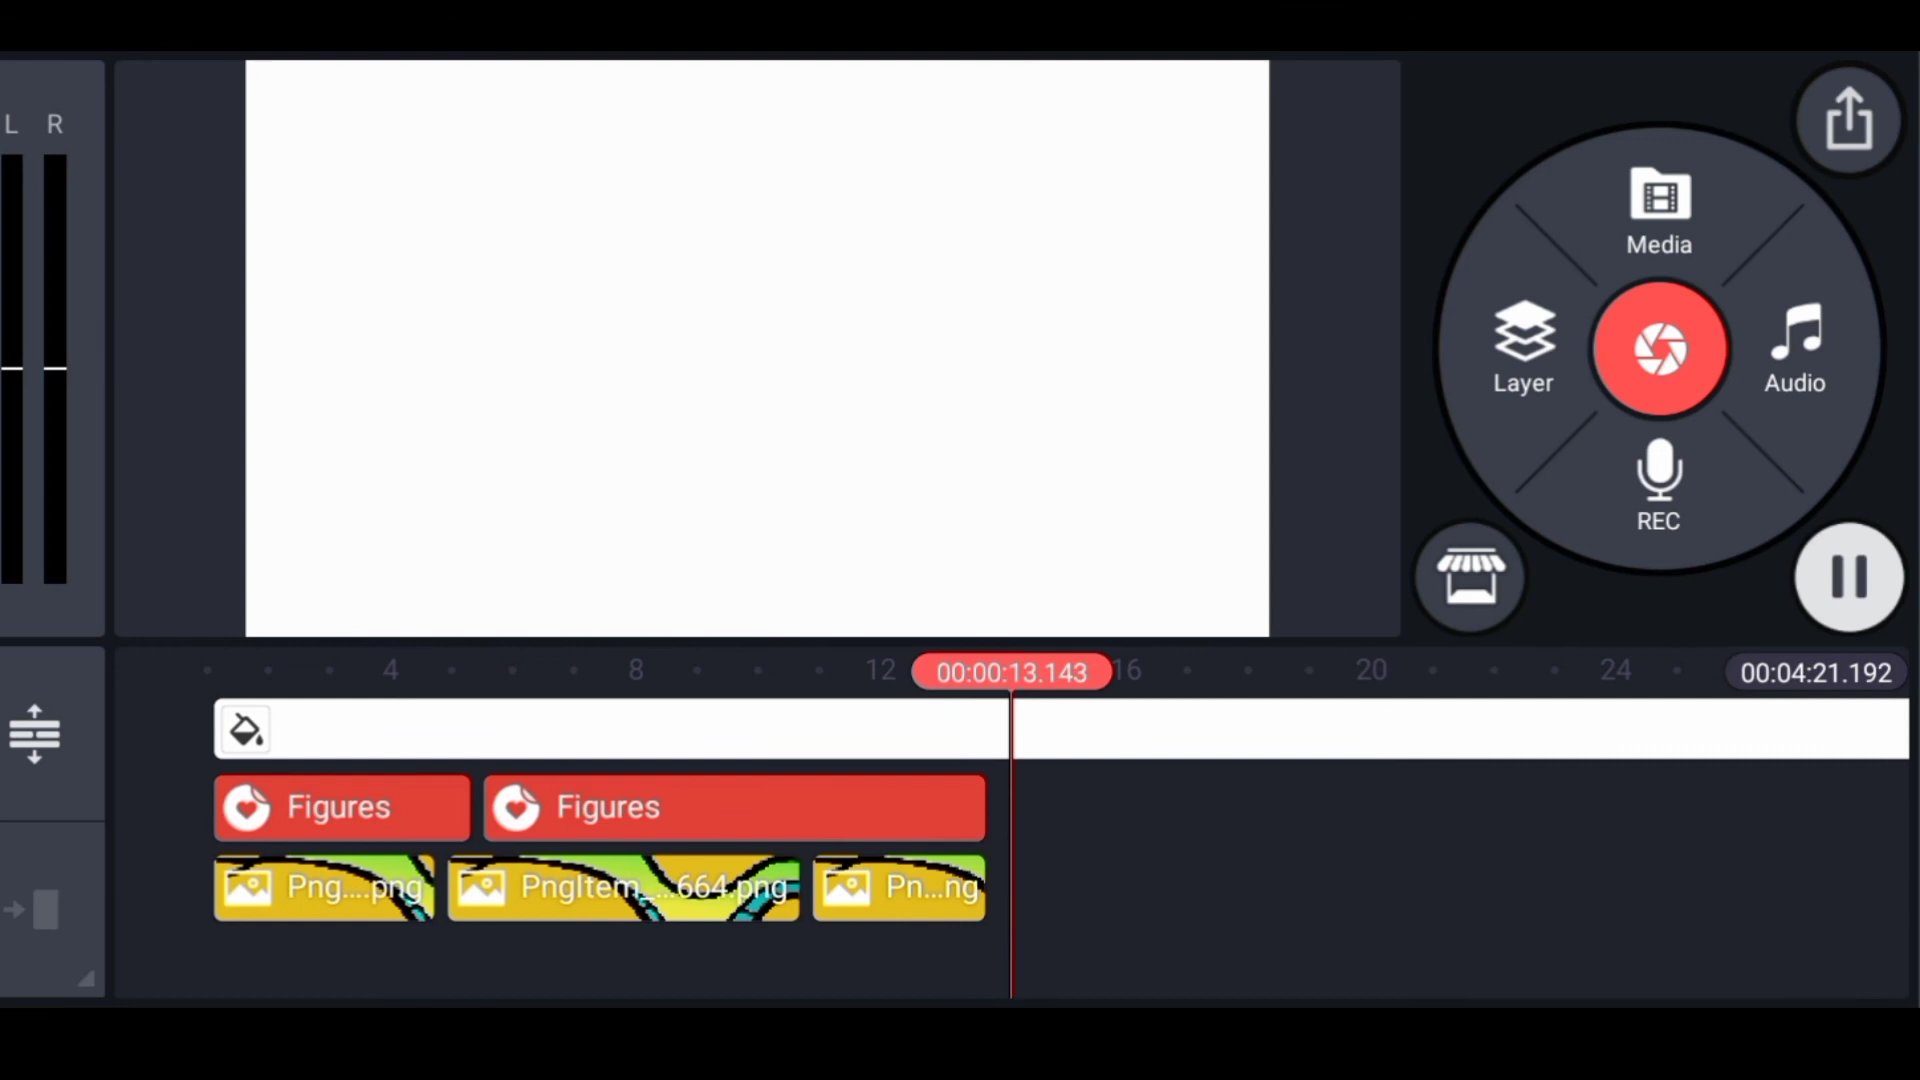 L R
Media
Layer
Audio
REC
4 8 12 00:00:13.143 16 20 24 00:04:21.192
Figures Figures
Png....png PngItem_...664.png Pn...ng